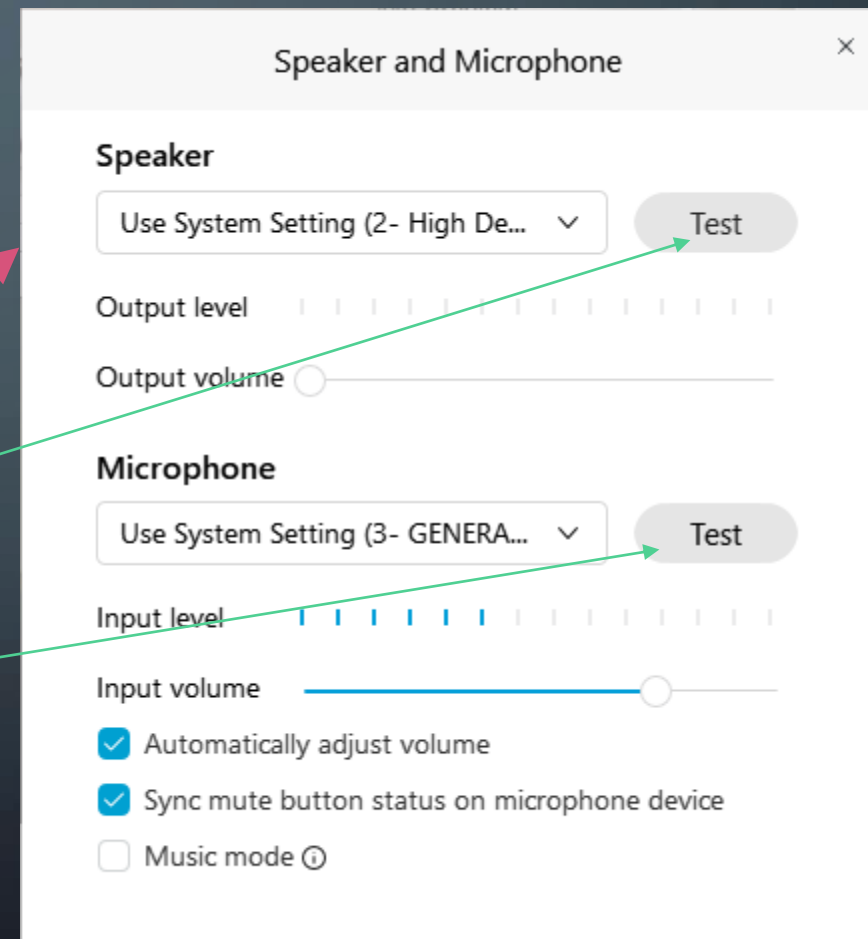 Speaker and Microphone
Speaker
Use System Setting (2- High De...
Test
Output level
Output volume
Microphone
Use System Setting (3- GENERA...
Test
Input level
Input volume
Automatically adjust volume
Sync mute button status on microphone device
Music mode